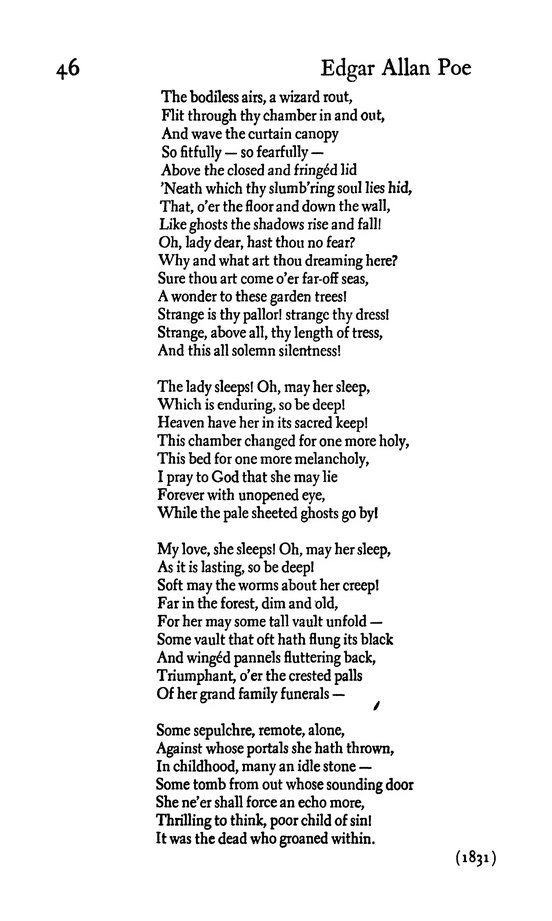 46
Edgar Allan Poe
The bodiless airs, a wizard rout,
Flit through thy chamber in and out,
And wave the curtain canopy
So fitfully — so fearfully —
Above the closed and fringéd lid
'Neath which thy slumb'ring soul lies hid,
That, o'er the floor and down the wall,
Like ghosts the shadows rise and fall!
Oh, lady dear, hast thou no fear?
Why and what art thou dreaming here?
Sure thou art come o'er far-off seas,
A wonder to these garden trees!
Strange is thy pallor! strange thy dress!
Strange, above all, thy length of tress,
And this all solemn silentness!

The lady sleeps! Oh, may her sleep,
Which is enduring, so be deep!
Heaven have her in its sacred keep!
This chamber changed for one more holy,
This bed for one more melancholy,
I pray to God that she may lie
Forever with unopened eye,
While the pale sheeted ghosts go by!

My love, she sleeps! Oh, may her sleep,
As it is lasting, so be deep!
Soft may the worms about her creep!
Far in the forest, dim and old,
For her may some tall vault unfold —
Some vault that oft hath flung its black
And wingéd pannels fluttering back,
Triumphant, o'er the crested palls
Of her grand family funerals —

Some sepulchre, remote, alone,
Against whose portals she hath thrown,
In childhood, many an idle stone —
Some tomb from out whose sounding door
She ne'er shall force an echo more,
Thrilling to think, poor child of sin!
It was the dead who groaned within.
(1831)